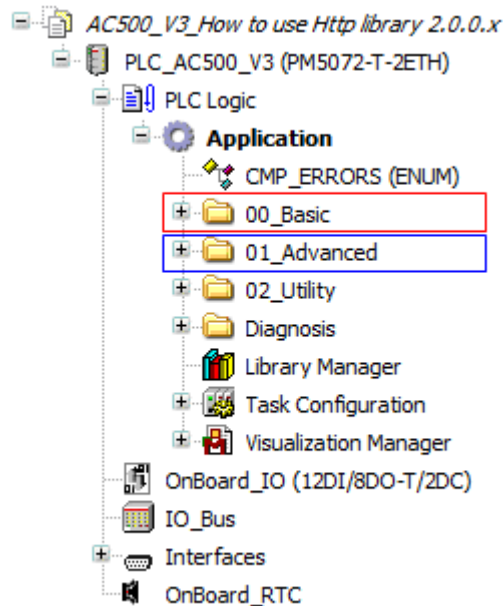 AC500_V3_How to use Http library 2.0.0.x
PLC_AC500_V3 (PM5072-T-2ETH)
PLC Logic
Application
CMP_ERRORS (ENUM)
00_Basic
01_Advanced
02_Utility
Diagnosis
Library Manager
Task Configuration
Visualization Manager
OnBoard_IO (12DI/8DO-T/2DC)
IO_Bus
Interfaces
OnBoard_RTC